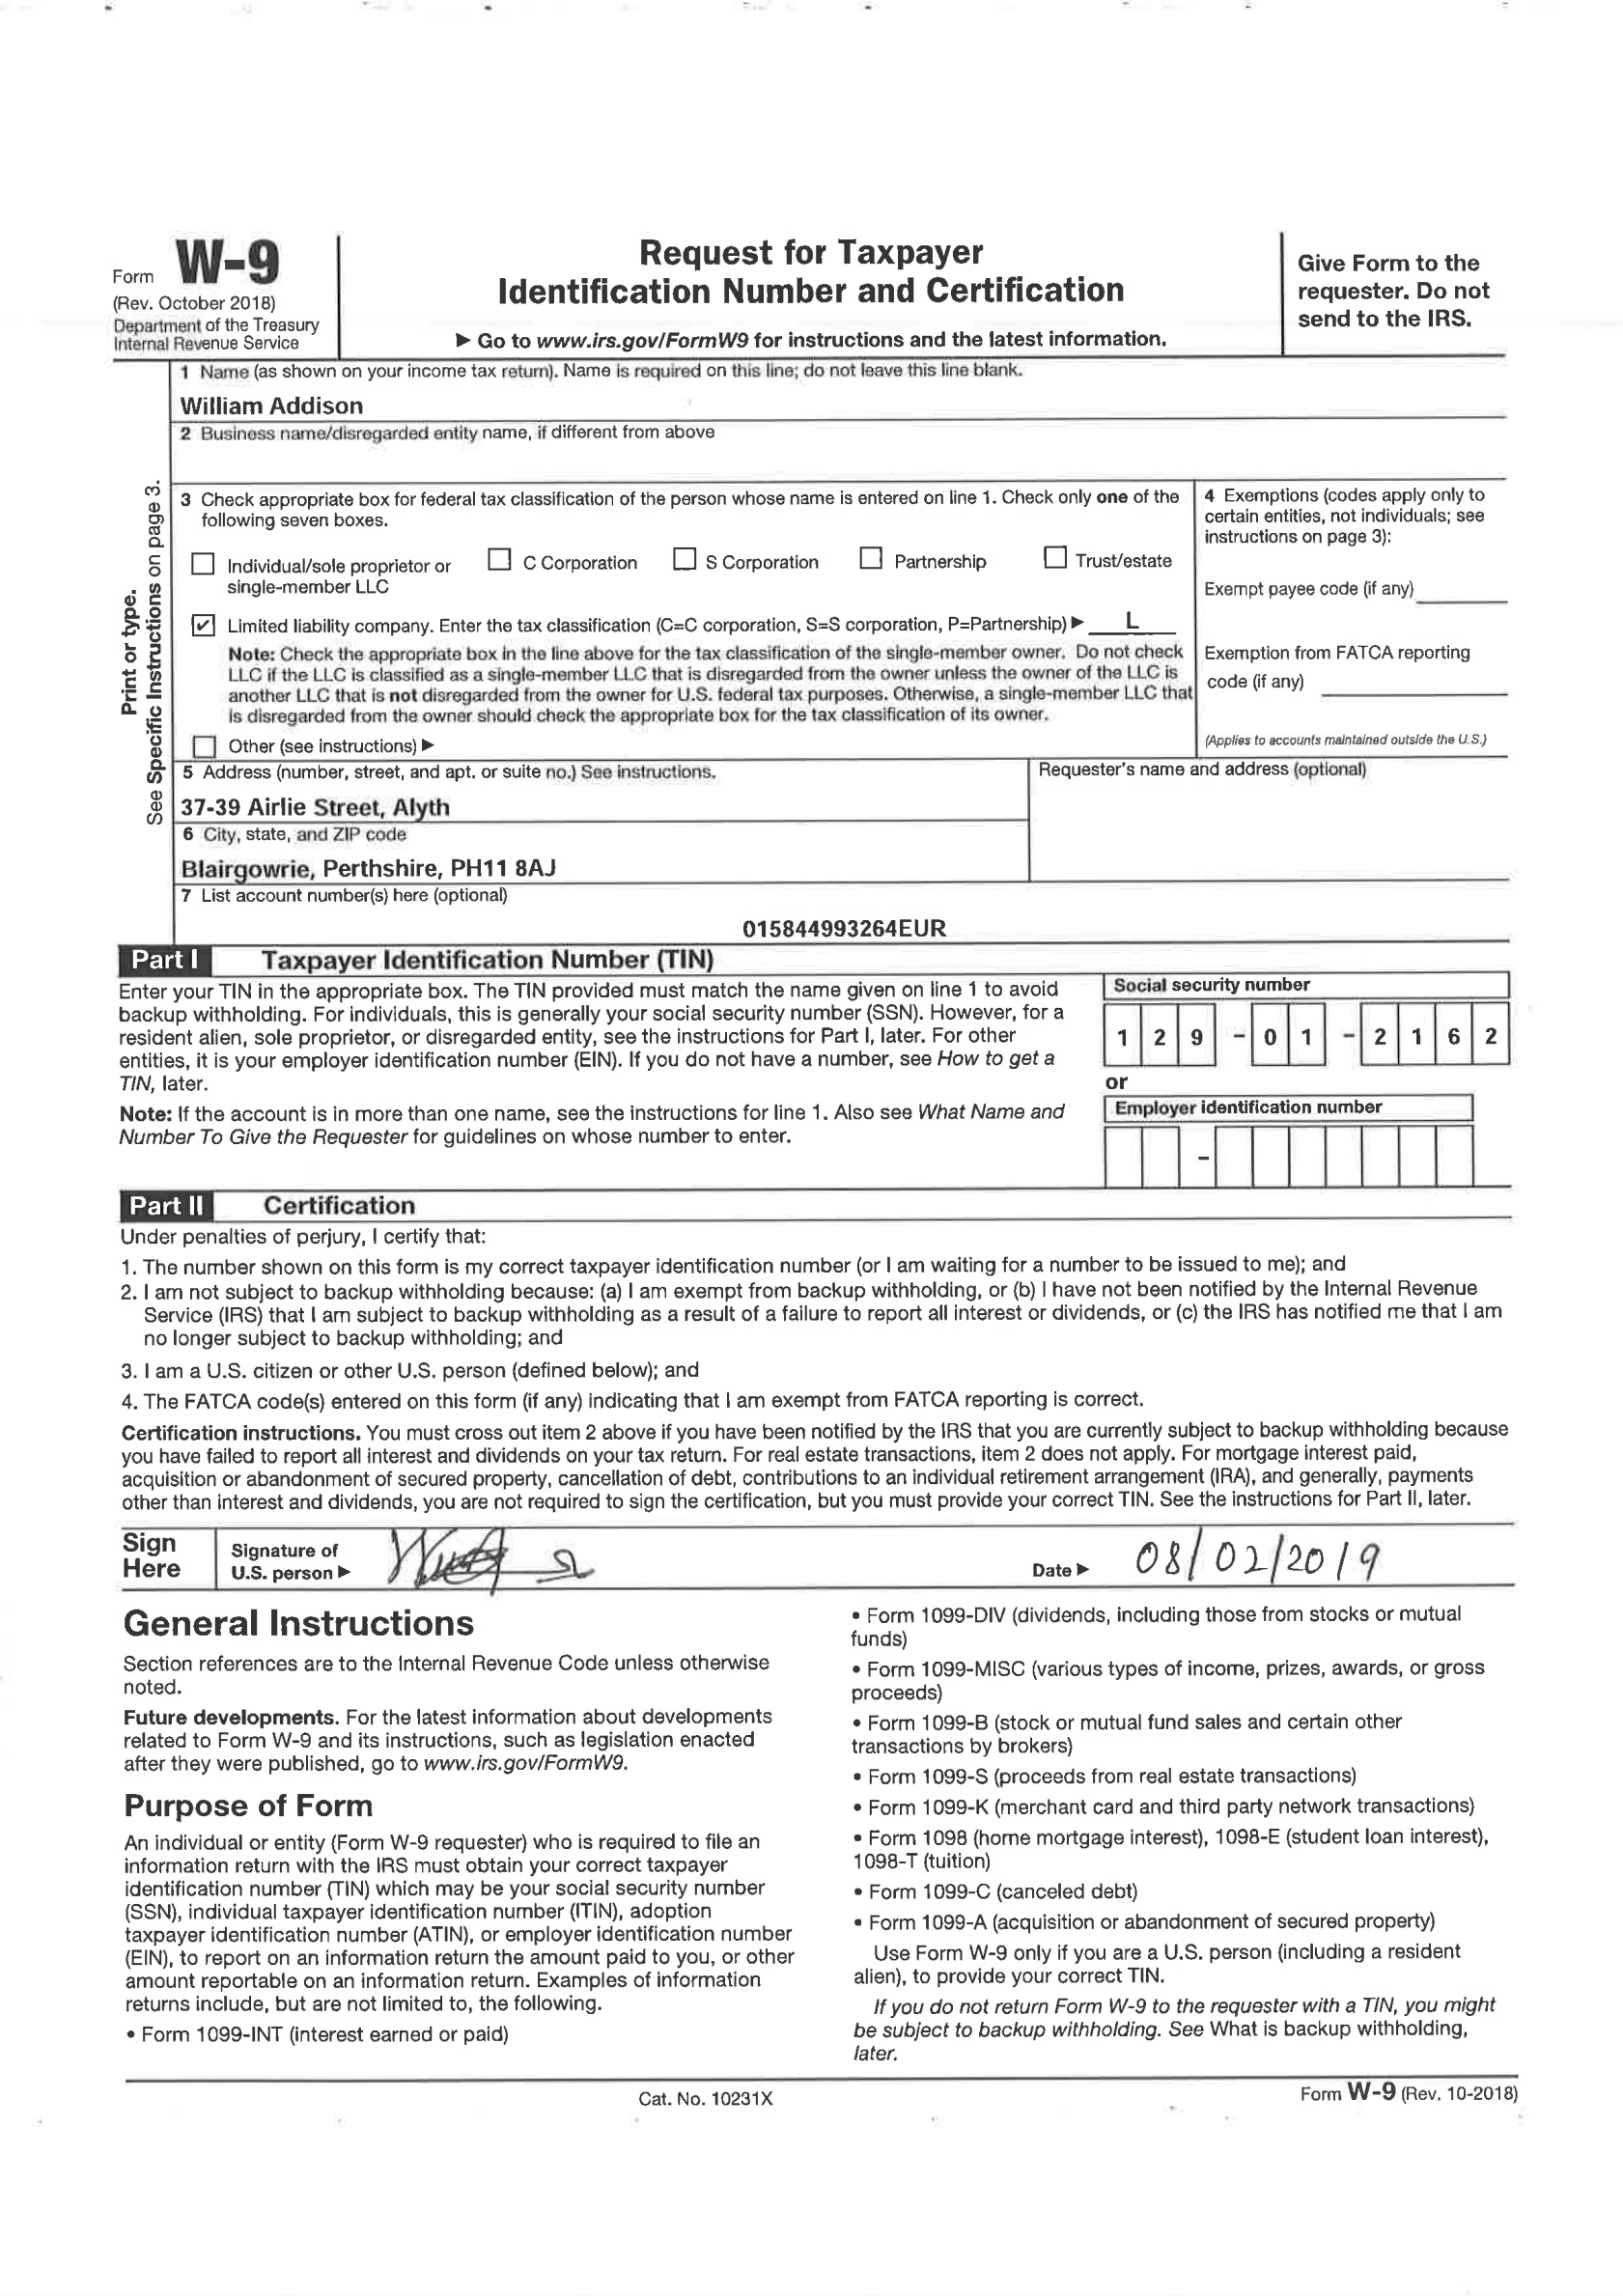 Form W-9
(Rev. October 2018)
Department of the Treasury
Internal Revenue Service
Request for Taxpayer
Identification Number and Certification
▶ Go to www.irs.gov/FormW9 for instructions and the latest information.
Give Form to the
requester. Do not
send to the IRS.
Print or type.
See Specific Instructions on page 3.
1 Name (as shown on your income tax return). Name is required on this line; do not leave this line blank.
William Addison
2 Business name/disregarded entity name, if different from above
3 Check appropriate box for federal tax classification of the person whose name is entered on line 1. Check only one of the
following seven boxes.
Individual/sole proprietor or
single-member LLC
C Corporation
S Corporation
Partnership
Trust/estate
✔ Limited liability company. Enter the tax classification (C=C corporation, S=S corporation, P=Partnership) ▶ L
Note: Check the appropriate box in the line above for the tax classification of the single-member owner. Do not check
LLC if the LLC is classified as a single-member LLC that is disregarded from the owner unless the owner of the LLC is
another LLC that is not disregarded from the owner for U.S. federal tax purposes. Otherwise, a single-member LLC that
is disregarded from the owner should check the appropriate box for the tax classification of its owner.
Other (see instructions) ▶
4 Exemptions (codes apply only to
certain entities, not individuals; see
instructions on page 3):
Exempt payee code (if any)
Exemption from FATCA reporting
code (if any)
(Applies to accounts maintained outside the U.S.)
5 Address (number, street, and apt. or suite no.) See instructions.
37-39 Airlie Street, Alyth
Requester's name and address (optional)
6 City, state, and ZIP code
Blairgowrie, Perthshire, PH11 8AJ
7 List account number(s) here (optional)
015844993264EUR
Part I Taxpayer Identification Number (TIN)
Enter your TIN in the appropriate box. The TIN provided must match the name given on line 1 to avoid
backup withholding. For individuals, this is generally your social security number (SSN). However, for a
resident alien, sole proprietor, or disregarded entity, see the instructions for Part I, later. For other
entities, it is your employer identification number (EIN). If you do not have a number, see How to get a
TIN, later.
Note: If the account is in more than one name, see the instructions for line 1. Also see What Name and
Number To Give the Requester for guidelines on whose number to enter.
Social security number
1 2 9 - 0 1 - 2 1 6 2
or
Employer identification number
-
Part II Certification
Under penalties of perjury, I certify that:
1. The number shown on this form is my correct taxpayer identification number (or I am waiting for a number to be issued to me); and
2. I am not subject to backup withholding because: (a) I am exempt from backup withholding, or (b) I have not been notified by the Internal Revenue
Service (IRS) that I am subject to backup withholding as a result of a failure to report all interest or dividends, or (c) the IRS has notified me that I am
no longer subject to backup withholding; and
3. I am a U.S. citizen or other U.S. person (defined below); and
4. The FATCA code(s) entered on this form (if any) indicating that I am exempt from FATCA reporting is correct.
Certification instructions. You must cross out item 2 above if you have been notified by the IRS that you are currently subject to backup withholding because
you have failed to report all interest and dividends on your tax return. For real estate transactions, item 2 does not apply. For mortgage interest paid,
acquisition or abandonment of secured property, cancellation of debt, contributions to an individual retirement arrangement (IRA), and generally, payments
other than interest and dividends, you are not required to sign the certification, but you must provide your correct TIN. See the instructions for Part II, later.
Sign
Here
Signature of
U.S. person ▶
Date ▶ 08/02/2019
General Instructions
Section references are to the Internal Revenue Code unless otherwise
noted.
Future developments. For the latest information about developments
related to Form W-9 and its instructions, such as legislation enacted
after they were published, go to www.irs.gov/FormW9.
Purpose of Form
An individual or entity (Form W-9 requester) who is required to file an
information return with the IRS must obtain your correct taxpayer
identification number (TIN) which may be your social security number
(SSN), individual taxpayer identification number (ITIN), adoption
taxpayer identification number (ATIN), or employer identification number
(EIN), to report on an information return the amount paid to you, or other
amount reportable on an information return. Examples of information
returns include, but are not limited to, the following.
• Form 1099-INT (interest earned or paid)
• Form 1099-DIV (dividends, including those from stocks or mutual
funds)
• Form 1099-MISC (various types of income, prizes, awards, or gross
proceeds)
• Form 1099-B (stock or mutual fund sales and certain other
transactions by brokers)
• Form 1099-S (proceeds from real estate transactions)
• Form 1099-K (merchant card and third party network transactions)
• Form 1098 (home mortgage interest), 1098-E (student loan interest),
1098-T (tuition)
• Form 1099-C (canceled debt)
• Form 1099-A (acquisition or abandonment of secured property)
Use Form W-9 only if you are a U.S. person (including a resident
alien), to provide your correct TIN.
If you do not return Form W-9 to the requester with a TIN, you might
be subject to backup withholding. See What is backup withholding,
later.
Cat. No. 10231X
Form W-9 (Rev. 10-2018)